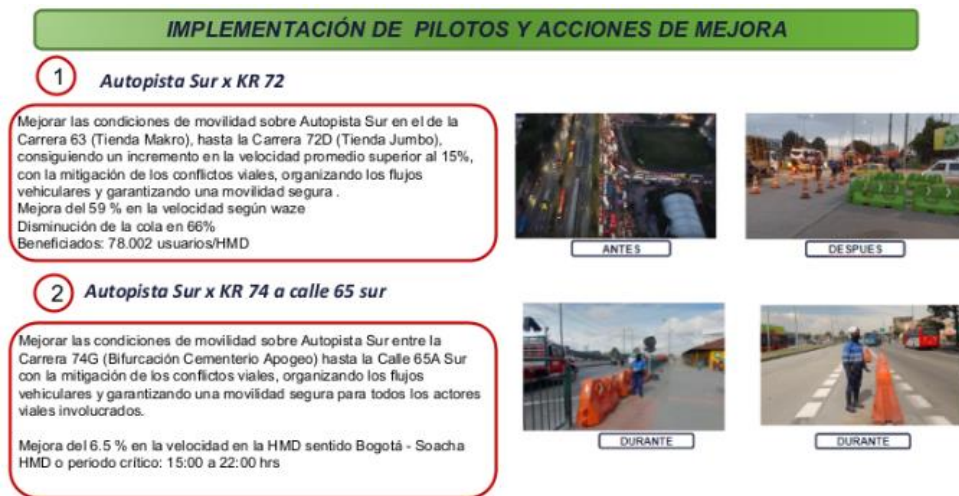 IMPLEMENTACIÓN DE PILOTOS Y ACCIONES DE MEJORA
1
Autopista Sur x KR 72
Mejorar las condiciones de movilidad sobre Autopista Sur en el de la
Carrera 63 (Tienda Makro), hasta la Carrera 72D (Tienda Jumbo),
consiguiendo un incremento en la velocidad promedio superior al 15%,
con la mitigación de los conflictos viales, organizando los flujos
vehiculares y garantizando una movilidad segura .
Mejora del 59 % en la velocidad según waze
Disminución de la cola en 66%
Beneficiados: 78.002 usuarios/HMD
ANTES
DESPUES
2
Autopista Sur x KR 74 a calle 65 sur
Mejorar las condiciones de movilidad sobre Autopista Sur entre la
Carrera 74G (Bifurcación Cementerio Apogeo) hasta la Calle 65A Sur
con la mitigación de los conflictos viales, organizando los flujos
vehiculares y garantizando una movilidad segura para todos los actores
viales involucrados.
Mejora del 6.5 % en la velocidad en la HMD sentido Bogotá - Soacha
HMD o periodo crítico: 15:00 a 22:00 hrs
DURANTE
DURANTE